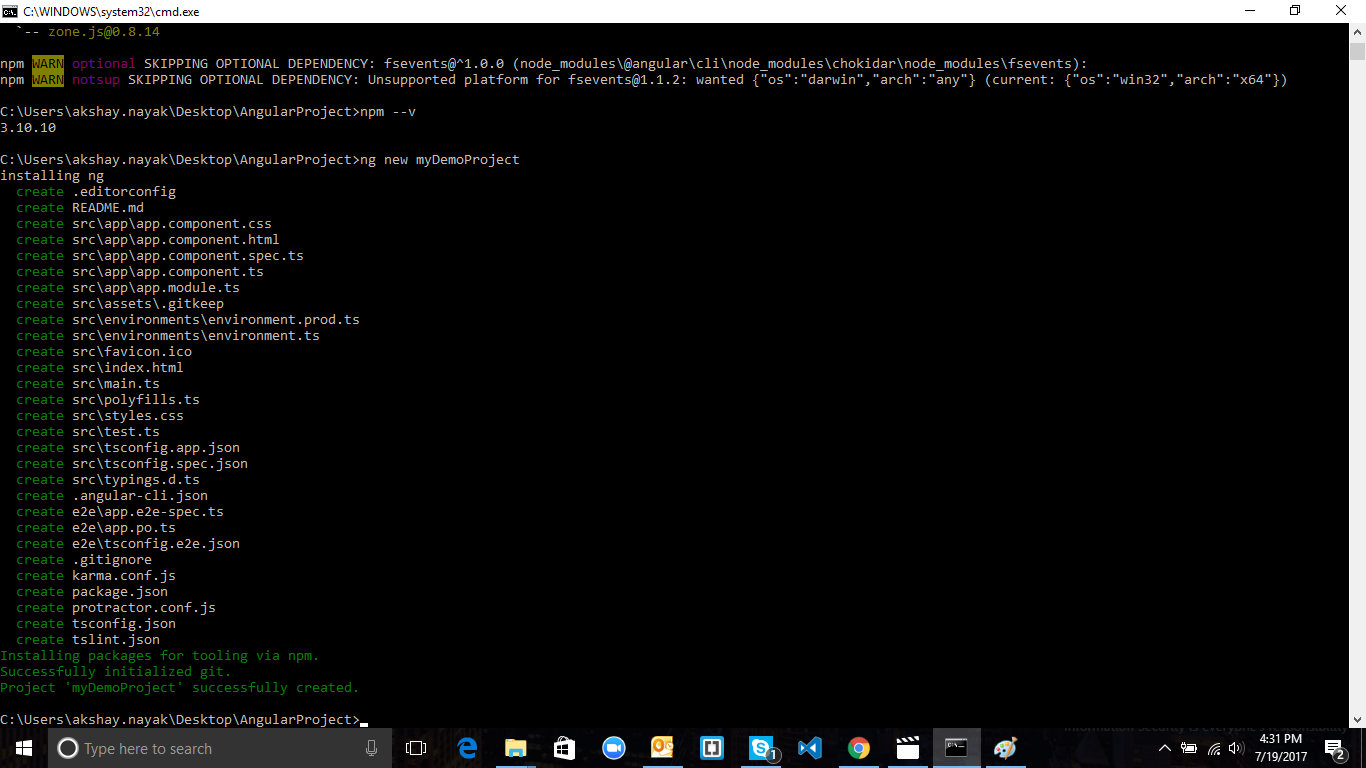 C:\WINDOWS\system32\cmd.exe
`-- zone.js@0.8.14
npm WARN optional SKIPPING OPTIONAL DEPENDENCY: fsevents@^1.0.0 (node_modules\@angular\cli\node_modules\chokidar\node_modules\fsevents):
npm WARN notsup SKIPPING OPTIONAL DEPENDENCY: Unsupported platform for fsevents@1.1.2: wanted {"os":"darwin","arch":"any"} (current: {"os":"win32","arch":"x64"})
C:\Users\akshay.nayak\Desktop\AngularProject>npm --v
3.10.10
C:\Users\akshay.nayak\Desktop\AngularProject>ng new myDemoProject
installing ng
create .editorconfig
create README.md
create src\app\app.component.css
create src\app\app.component.html
create src\app\app.component.spec.ts
create src\app\app.component.ts
create src\app\app.module.ts
create src\assets\.gitkeep
create src\environments\environment.prod.ts
create src\environments\environment.ts
create src\favicon.ico
create src\index.html
create src\main.ts
create src\polyfills.ts
create src\styles.css
create src\test.ts
create src\tsconfig.app.json
create src\tsconfig.spec.json
create src\typings.d.ts
create .angular-cli.json
create e2e\app.e2e-spec.ts
create e2e\app.po.ts
create e2e\tsconfig.e2e.json
create .gitignore
create karma.conf.js
create package.json
create protractor.conf.js
create tsconfig.json
create tslint.json
Installing packages for tooling via npm.
Successfully initialized git.
Project 'myDemoProject' successfully created.
C:\Users\akshay.nayak\Desktop\AngularProject>
Type here to search
1
4:31 PM
7/19/2017
2